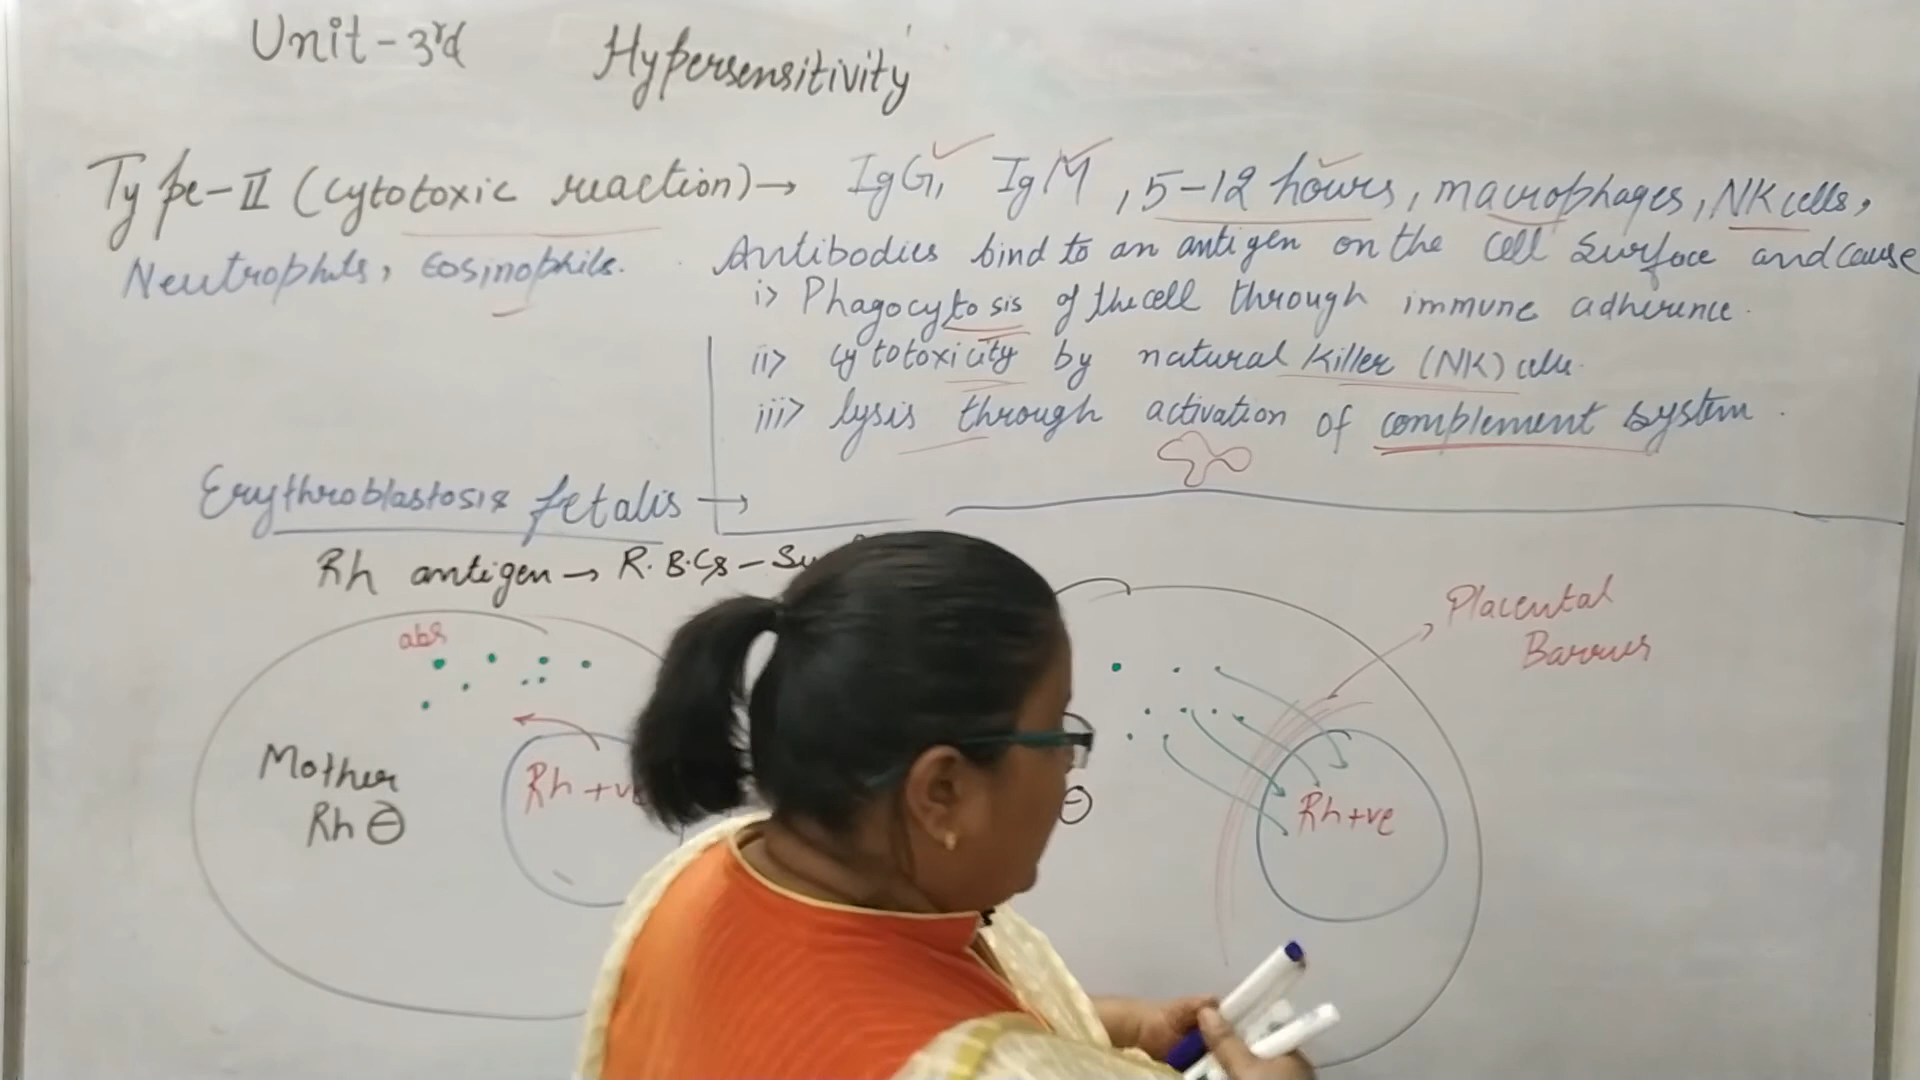 Unit - 3rd Hypersensitivity
Type-II (cytotoxic reaction) → IgG, IgM, 5-12 hours, macrophages, NK cells,
Neutrophils, Eosinophils. Antibodies bind to an antigen on the cell surface and cause
i> Phagocytosis of the cell through immune adherence.
ii> cytotoxicity by natural killer (NK) cells.
iii> lysis through activation of complement system.
Erythroblastosis fetalis →
Rh antigen → R.B.Cs -
abs
Placental
Barrier
Mother
Rh ⊖
Rh +ve
⊖
Rh+ve